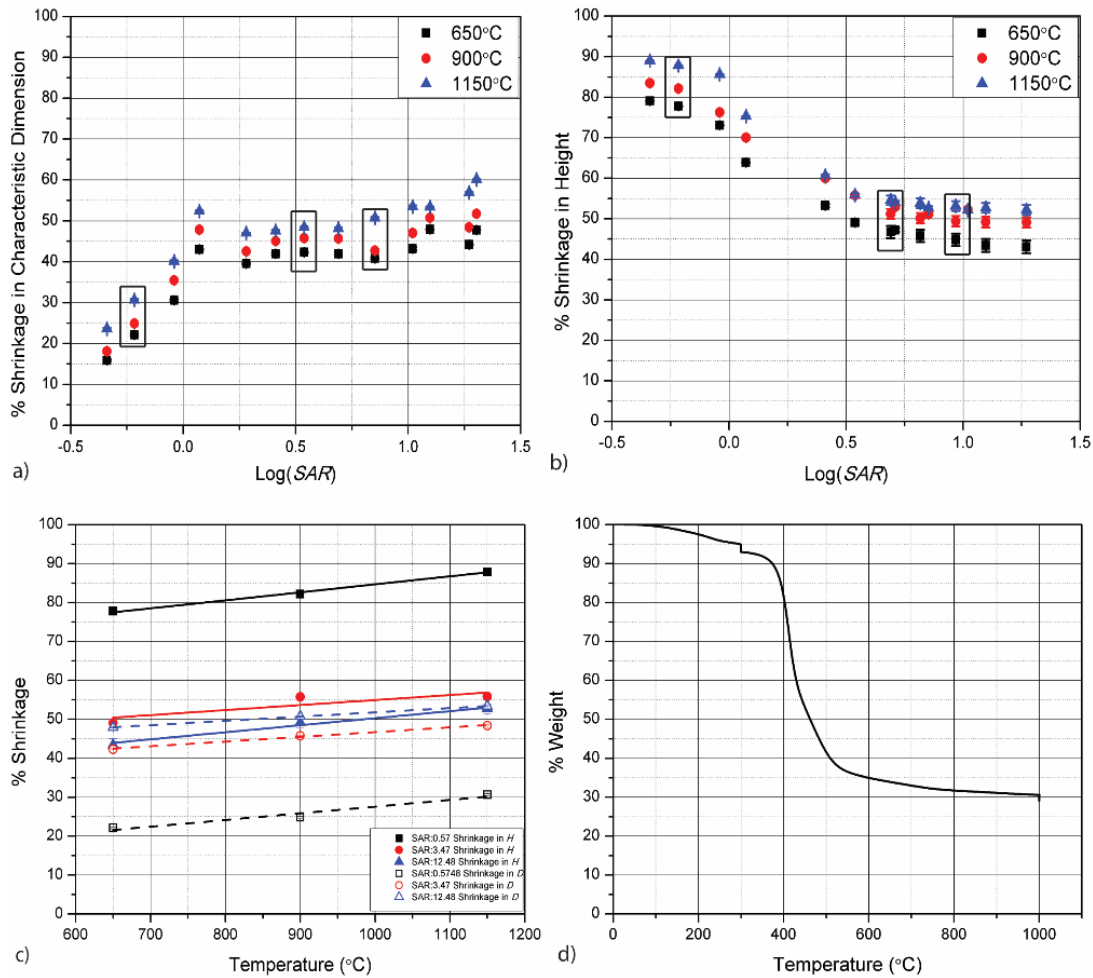 % Shrinkage in Characteristic Dimension
100
90
80
70
60
50
40
30
20
10
0
650°C
900°C
1150°C
-0.5
0.0
0.5
1.0
1.5
a)
Log(SAR)
% Shrinkage in Height
100
90
80
70
60
50
40
30
20
10
0
650°C
900°C
1150°C
-0.5
0.0
0.5
1.0
1.5
b)
Log(SAR)
% Shrinkage
100
90
80
70
60
50
40
30
20
10
0
SAR:0.57 Shrinkage in H
SAR:3.47 Shrinkage in H
SAR:12.48 Shrinkage in H
SAR:0.5748 Shrinkage in D
SAR:3.47 Shrinkage in D
SAR:12.48 Shrinkage in D
600
700
800
900
1000
1100
1200
c)
Temperature (°C)
% Weight
100
90
80
70
60
50
40
30
20
10
0
0
200
400
600
800
1000
d)
Temperature (°C)